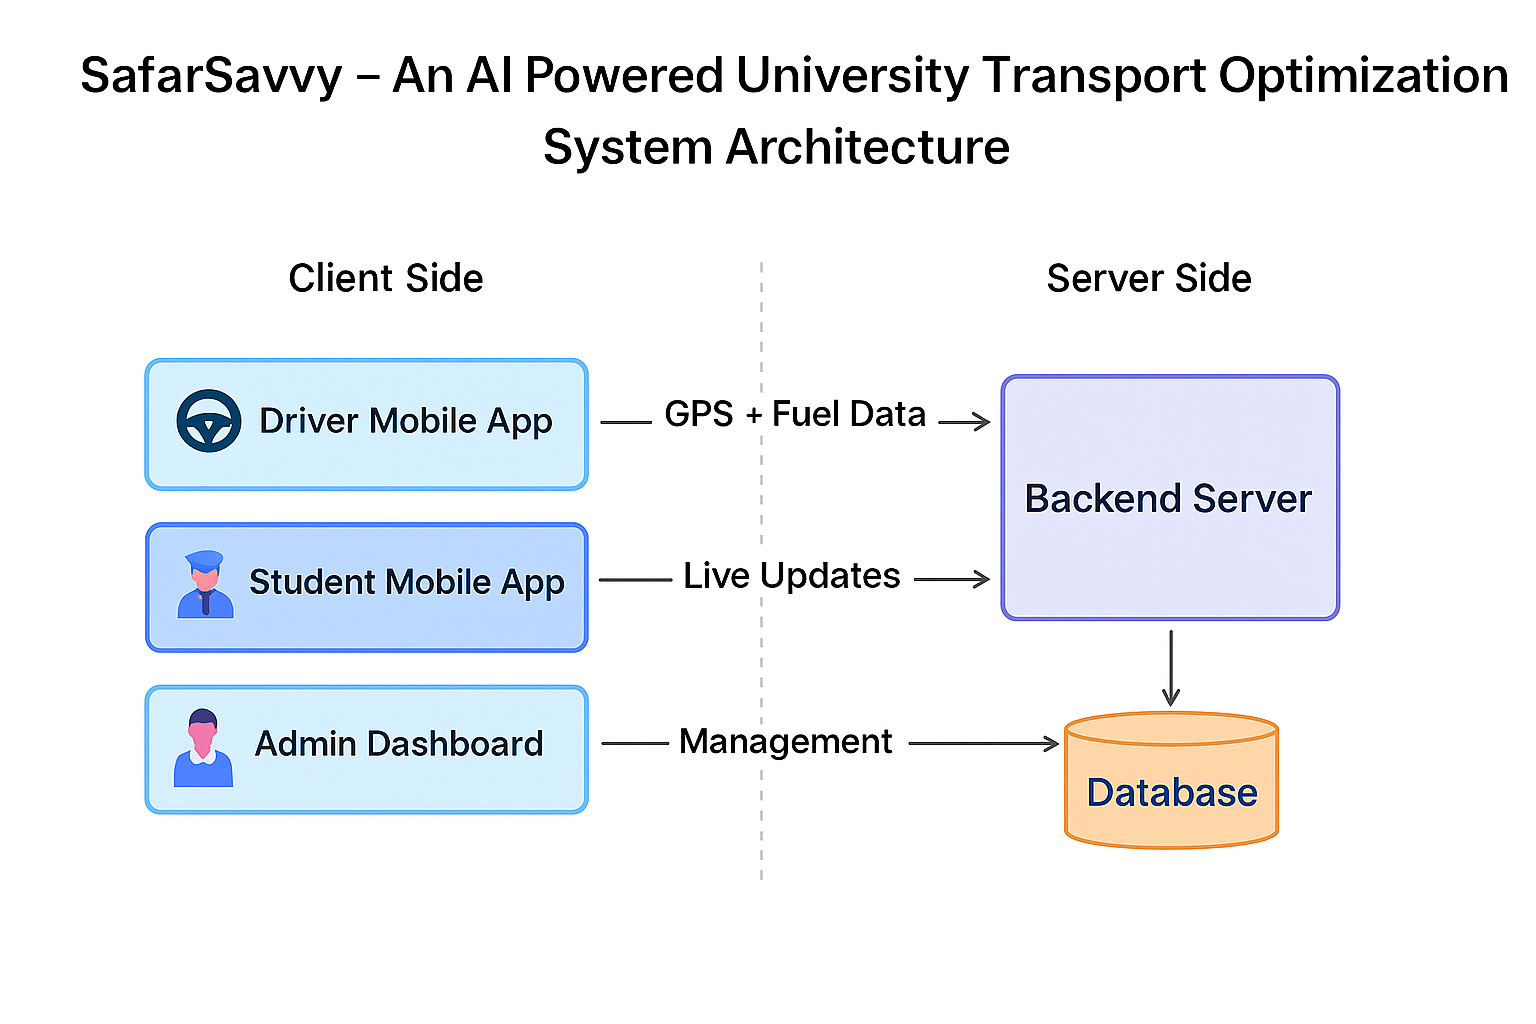 SafarSavvy – An AI Powered University Transport Optimization
System Architecture
Client Side
Server Side
Driver Mobile App
GPS + Fuel Data
Backend Server
Student Mobile App
Live Updates
Admin Dashboard
Management
Database